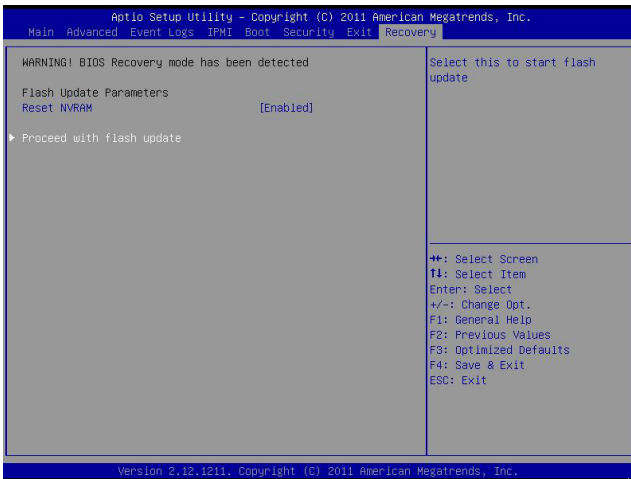 Aptio Setup Utility - Copyright (C) 2011 American Megatrends, Inc.
Main Advanced Event Logs IPMI Boot Security Exit Recovery
WARNING! BIOS Recovery mode has been detected
Flash Update Parameters
Reset NVRAM [Enabled]
▶ Proceed with flash update
Select this to start flash
update
→←: Select Screen
↑↓: Select Item
Enter: Select
+/-: Change Opt.
F1: General Help
F2: Previous Values
F3: Optimized Defaults
F4: Save & Exit
ESC: Exit
Version 2.12.1211. Copyright (C) 2011 American Megatrends, Inc.